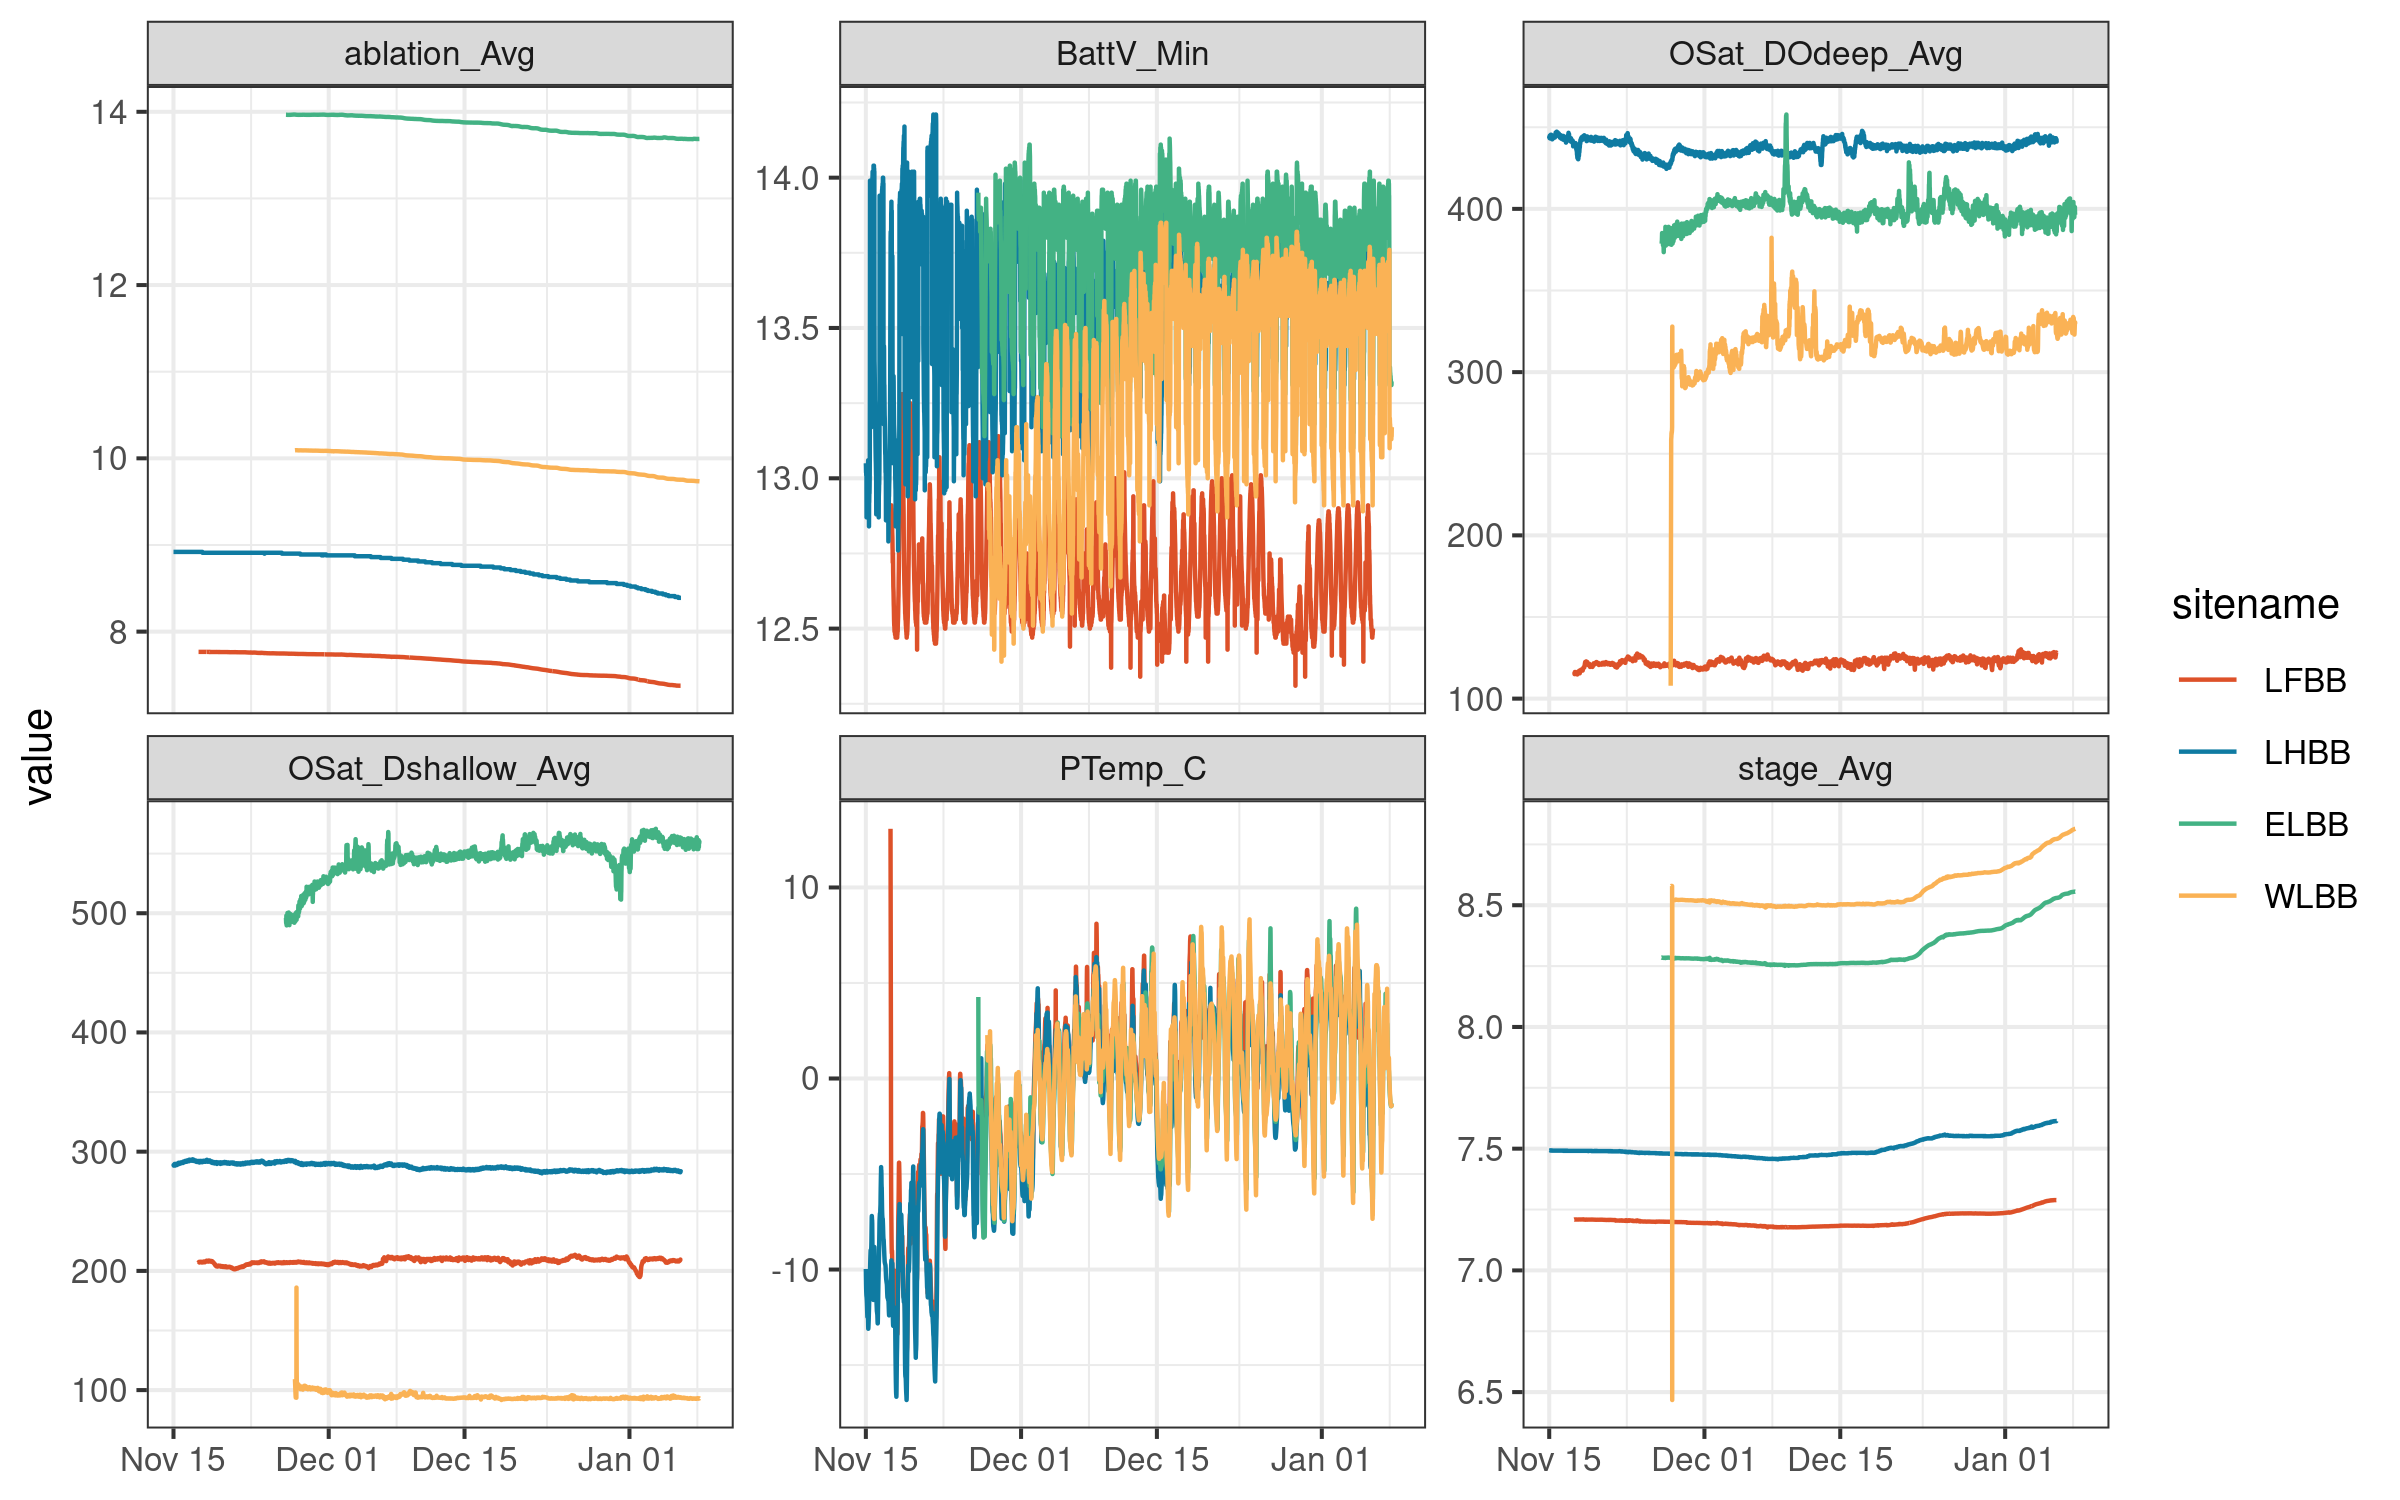 ablation_Avg BattV_Min OSat_DOdeep_Avg
14
12
10
8
14.0
13.5
13.0
12.5
400
300
200
100
value
OSat_Dshallow_Avg PTemp_C stage_Avg
500
400
300
200
100
10
0
-10
8.5
8.0
7.5
7.0
6.5
Nov 15 Dec 01 Dec 15 Jan 01 Nov 15 Dec 01 Dec 15 Jan 01 Nov 15 Dec 01 Dec 15 Jan 01
sitename
LFBB
LHBB
ELBB
WLBB